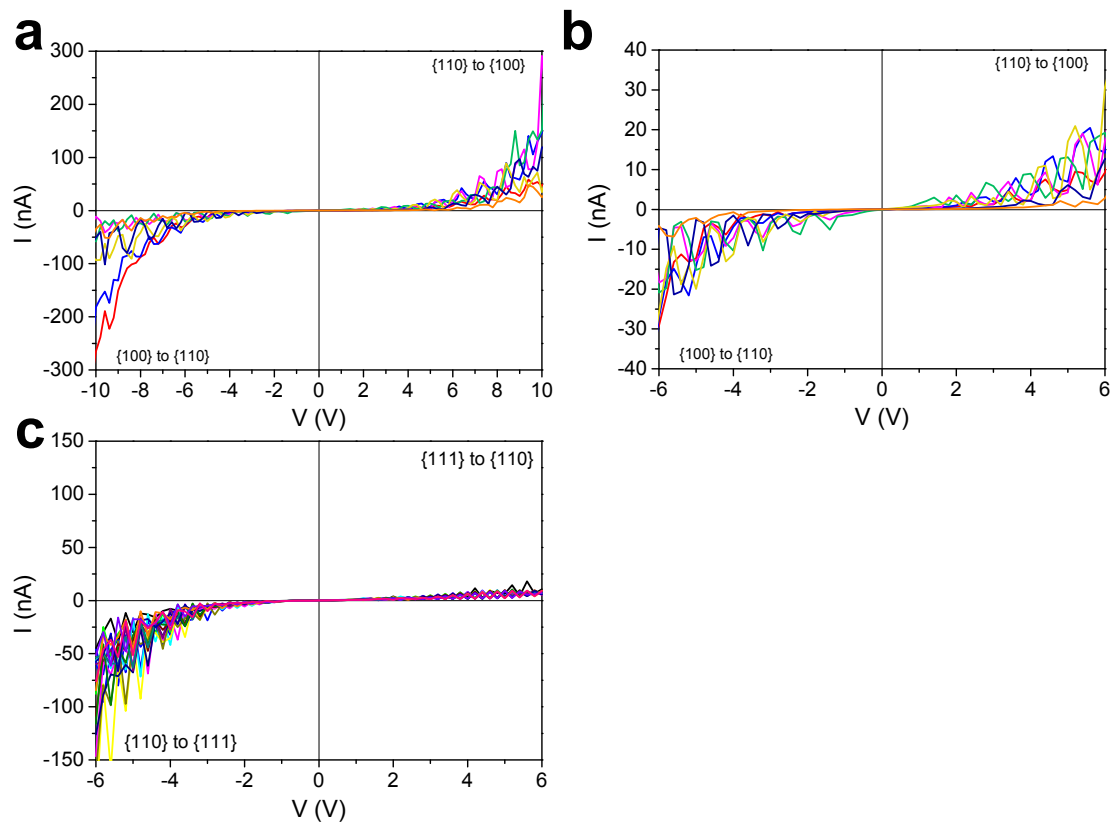 a
300
200
100
0
-100
-200
-300
I (nA)
-10 -8 -6 -4 -2 0 2 4 6 8 10
V (V)
{110} to {100}
{100} to {110}
b
40
30
20
10
0
-10
-20
-30
-40
I (nA)
-6 -4 -2 0 2 4 6
V (V)
{110} to {100}
{100} to {110}
c
150
100
50
0
-50
-100
-150
I (nA)
-6 -4 -2 0 2 4 6
V (V)
{111} to {110}
{110} to {111}